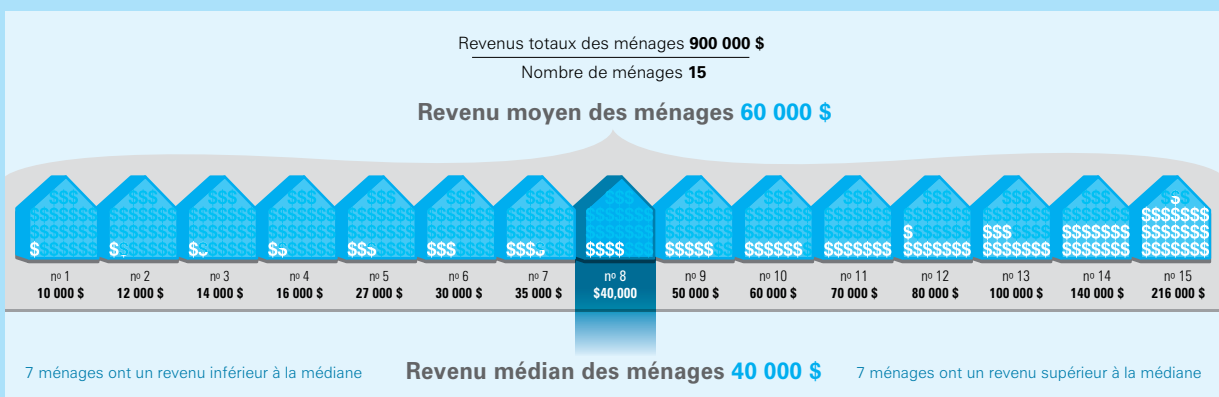 Revenus totaux des ménages 900 000 $
Nombre de ménages 15
Revenu moyen des ménages 60 000 $
$$$ $$$ $$$ $$$ $$$ $$$ $$$ $$$ $$$ $$$ $$$ $$$ $$$ $$$
$ $ $ $ $$$ $$$ $$$$ $$$$ $$$$$ $$$$$$ $$$$$$$ $ $$$$$$$ $$$ $$$$$$$ $$$$$$$ $$$$$$$ $ $$$$$$$ $$$$$$$ $$$$$$$
nº 1 nº 2 nº 3 nº 4 nº 5 nº 6 nº 7 nº 8 nº 9 nº 10 nº 11 nº 12 nº 13 nº 14 nº 15
10 000 $ 12 000 $ 14 000 $ 16 000 $ 27 000 $ 30 000 $ 35 000 $ $40,000 50 000 $ 60 000 $ 70 000 $ 80 000 $ 100 000 $ 140 000 $ 216 000 $
7 ménages ont un revenu inférieur à la médiane Revenu médian des ménages 40 000 $ 7 ménages ont un revenu supérieur à la médiane